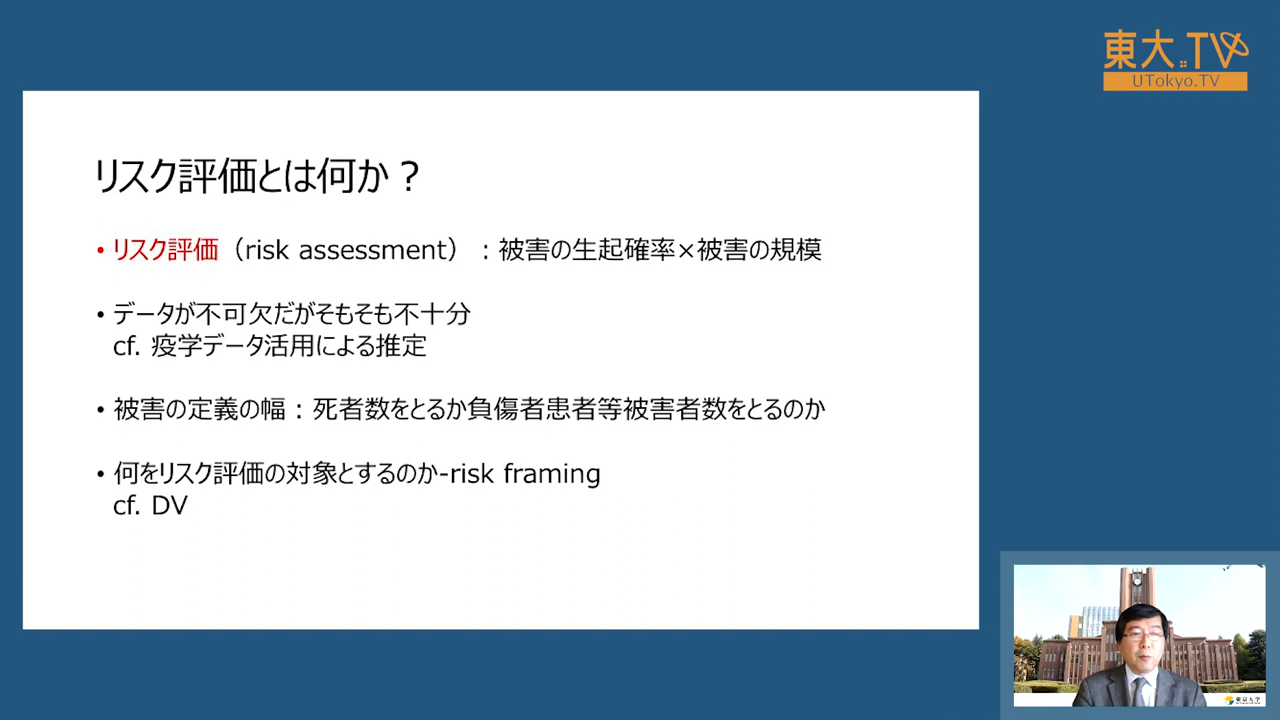 東大TV
UTokyo.TV
リスク評価とは何か？
• リスク評価（risk assessment）：被害の生起確率×被害の規模
• データが不可欠だがそもそも不十分
cf. 疫学データ活用による推定
• 被害の定義の幅：死者数をとるか負傷者患者等被害者数をとるのか
• 何をリスク評価の対象とするのか-risk framing
cf. DV
東京大学